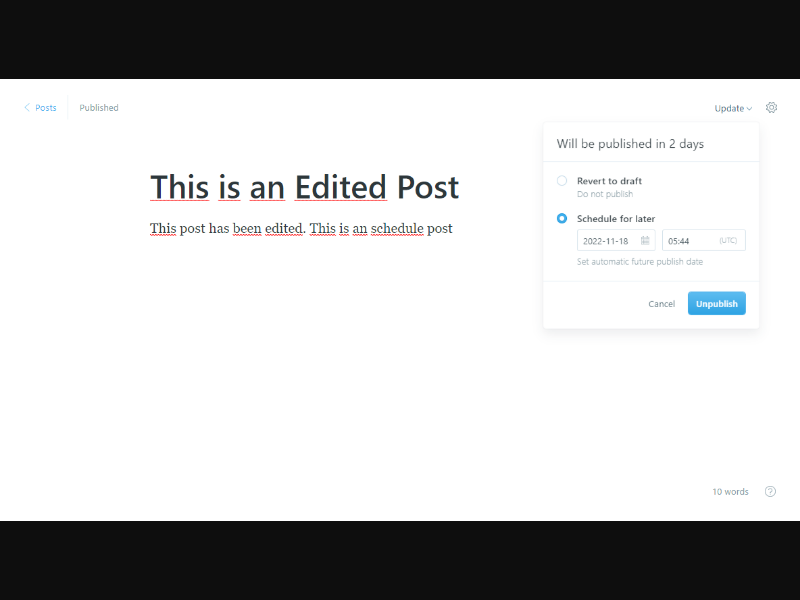 Posts
Published
Update
Will be published in 2 days
Revert to draft
Do not publish
Schedule for later
2022-11-18
05:44
(UTC)
Set automatic future publish date
Cancel
Unpublish
This is an Edited Post
This post has been edited. This is an schedule post
10 words